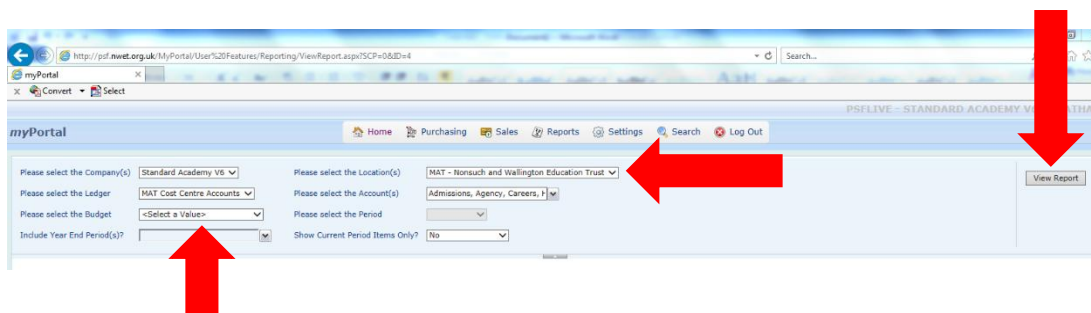 http://psf.nwet.org.uk/MyPortal/User%20Features/Reporting/ViewReport.aspx?SCP=0&ID=4
Search...
myPortal
x Convert Select
PSFLIVE - STANDARD ACADEMY
myPortal Home Purchasing Sales Reports Settings Search Log Out
Please select the Company(s) Standard Academy V6 Please select the Location(s) MAT - Nonsuch and Wallington Education Trust View Report
Please select the Ledger MAT Cost Centre Accounts Please select the Account(s) Admissions, Agency, Careers,
Please select the Budget <Select a Value> Please select the Period
Include Year End Period(s)? Show Current Period Items Only? No